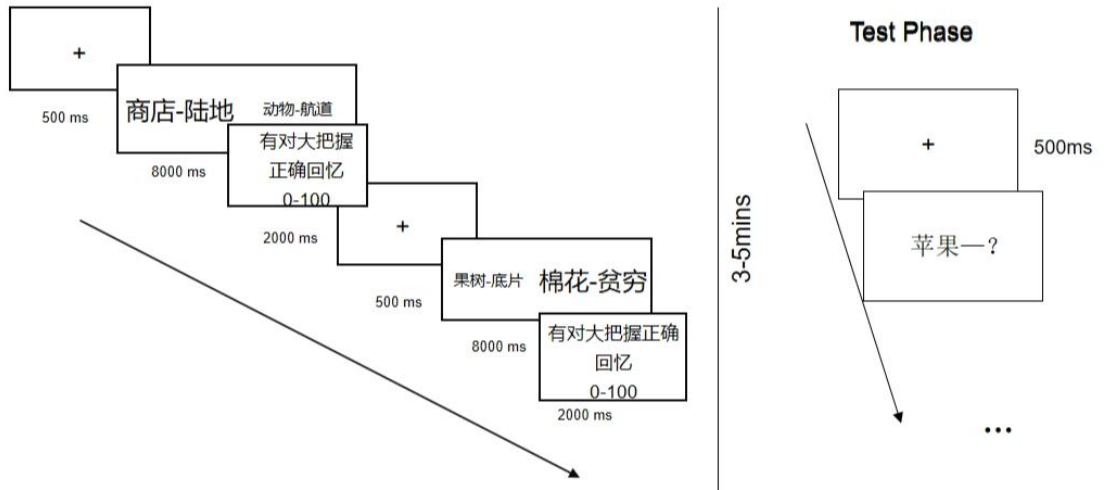 +
500 ms
商店-陆地
动物-航道
8000 ms
有对大把握
正确回忆
0-100
2000 ms
+
500 ms
果树-底片
棉花-贫穷
8000 ms
有对大把握正确
回忆
0-100
2000 ms
3-5mins
Test Phase
+
500ms
苹果—?
...